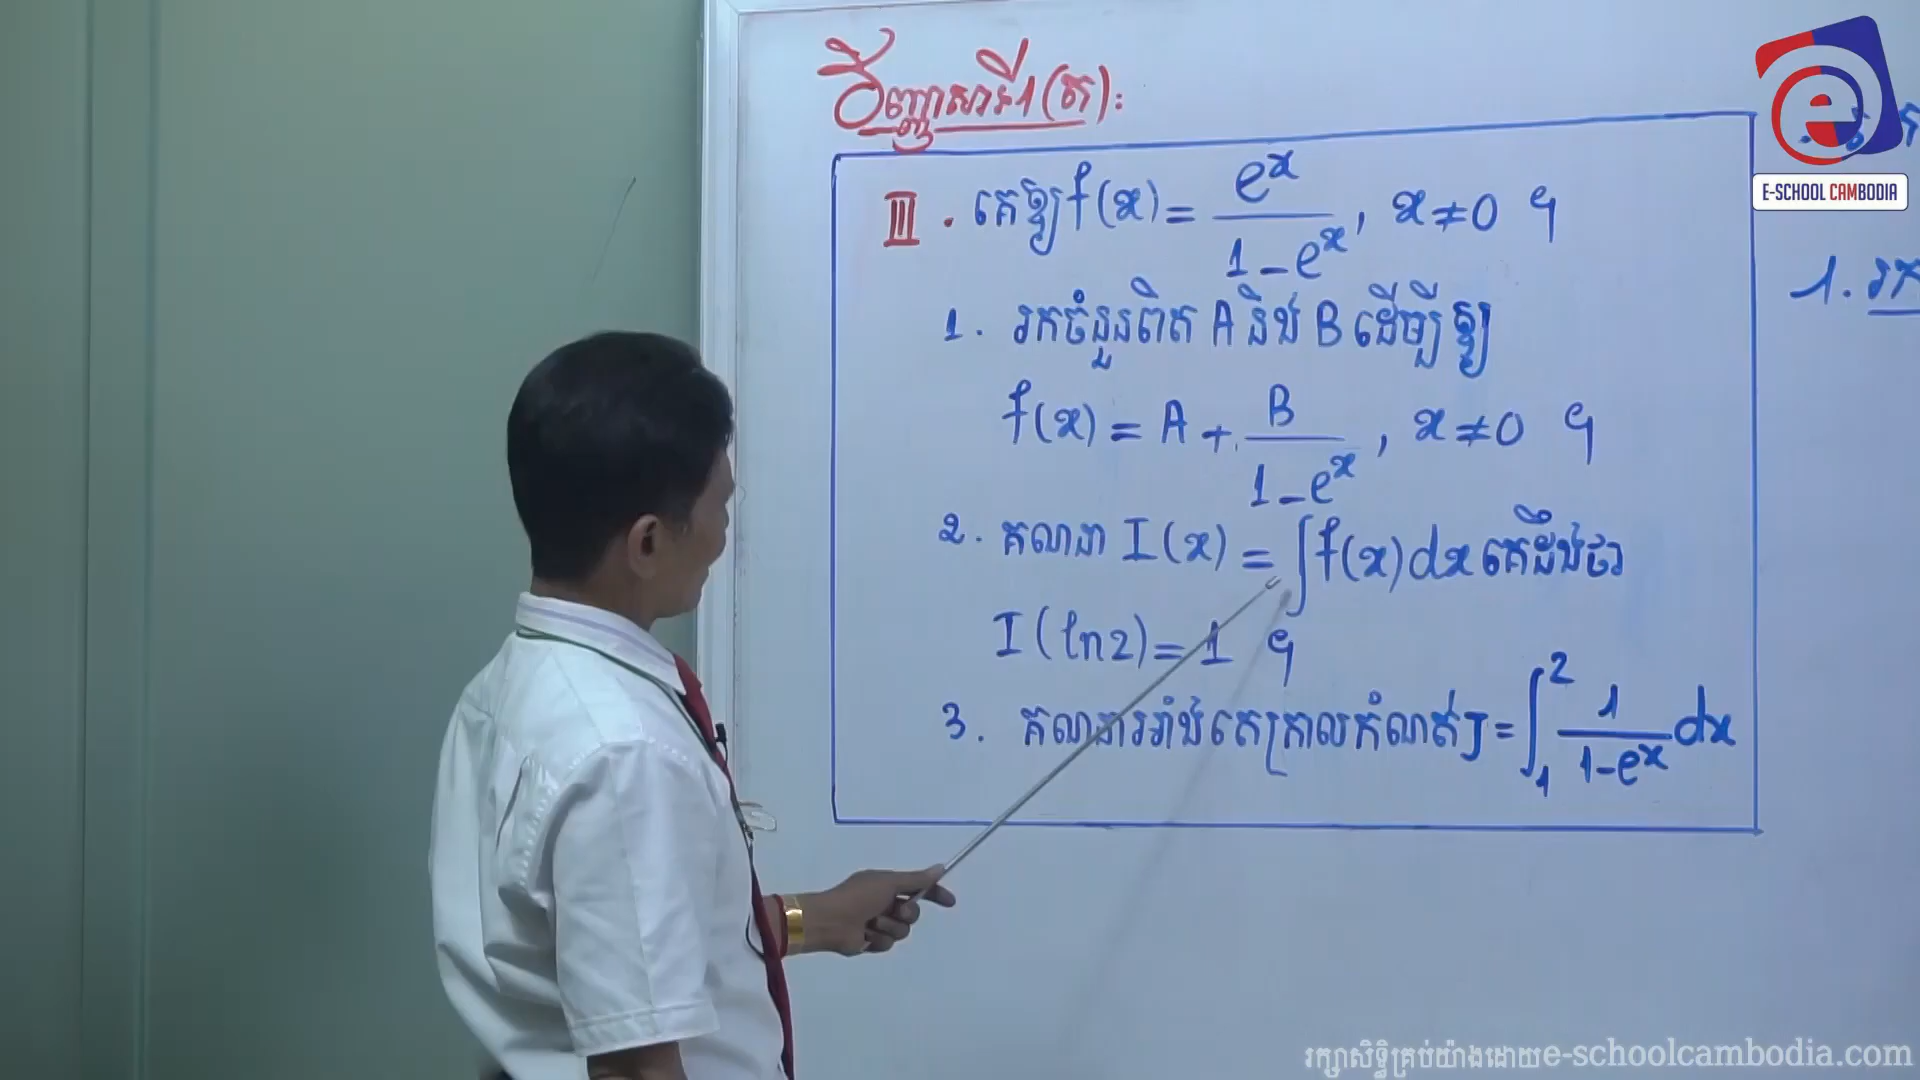 វិញ្ញាសាទី1(ត):
III. គេឱ្យ f(x) = e^x / (1 - e^x), x ≠ 0 ។
1. រកចំនួនពិត A និង B ដើម្បីឱ្យ
f(x) = A + B / (1 - e^x), x ≠ 0 ។
2. គណនា I(x) = ∫f(x)dx គេដឹងថា
I(ln2) = 1 ។
3. គណនាអាំងតេក្រាលកំណត់ J = ∫₁² 1/(1-e^x) dx
1. រក
e
E-SCHOOL CAMBODIA
រក្សាសិទ្ធិគ្រប់យ៉ាងដោយe-schoolcambodia.com